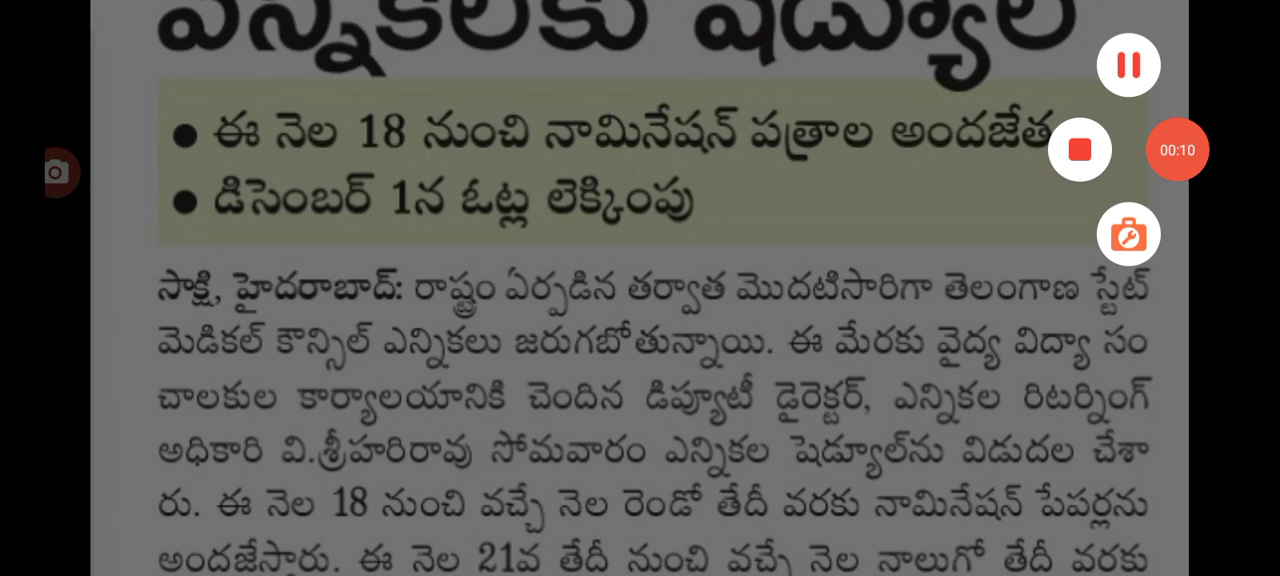 ఎన్నికలకు షెడ్యూల్
● ఈ నెల 18 నుంచి నామినేషన్ పత్రాల అందజేత
● డిసెంబర్ 1న ఓట్ల లెక్కింపు
00:10
సాక్షి, హైదరాబాద్: రాష్ట్రం ఏర్పడిన తర్వాత మొదటిసారిగా తెలంగాణ స్టేట్
మెడికల్ కౌన్సిల్ ఎన్నికలు జరుగబోతున్నాయి. ఈ మేరకు వైద్య విద్యా సం
చాలకుల కార్యాలయానికి చెందిన డిప్యూటీ డైరెక్టర్, ఎన్నికల రిటర్నింగ్
అధికారి వి.శ్రీహరిరావు సోమవారం ఎన్నికల షెడ్యూల్‌ను విడుదల చేశా
రు. ఈ నెల 18 నుంచి వచ్చే నెల రెండో తేదీ వరకు నామినేషన్ పేపర్లను
అందజేస్తారు. ఈ నెల 21వ తేదీ నుంచి వచ్చే నెల నాలుగో తేదీ వరకు